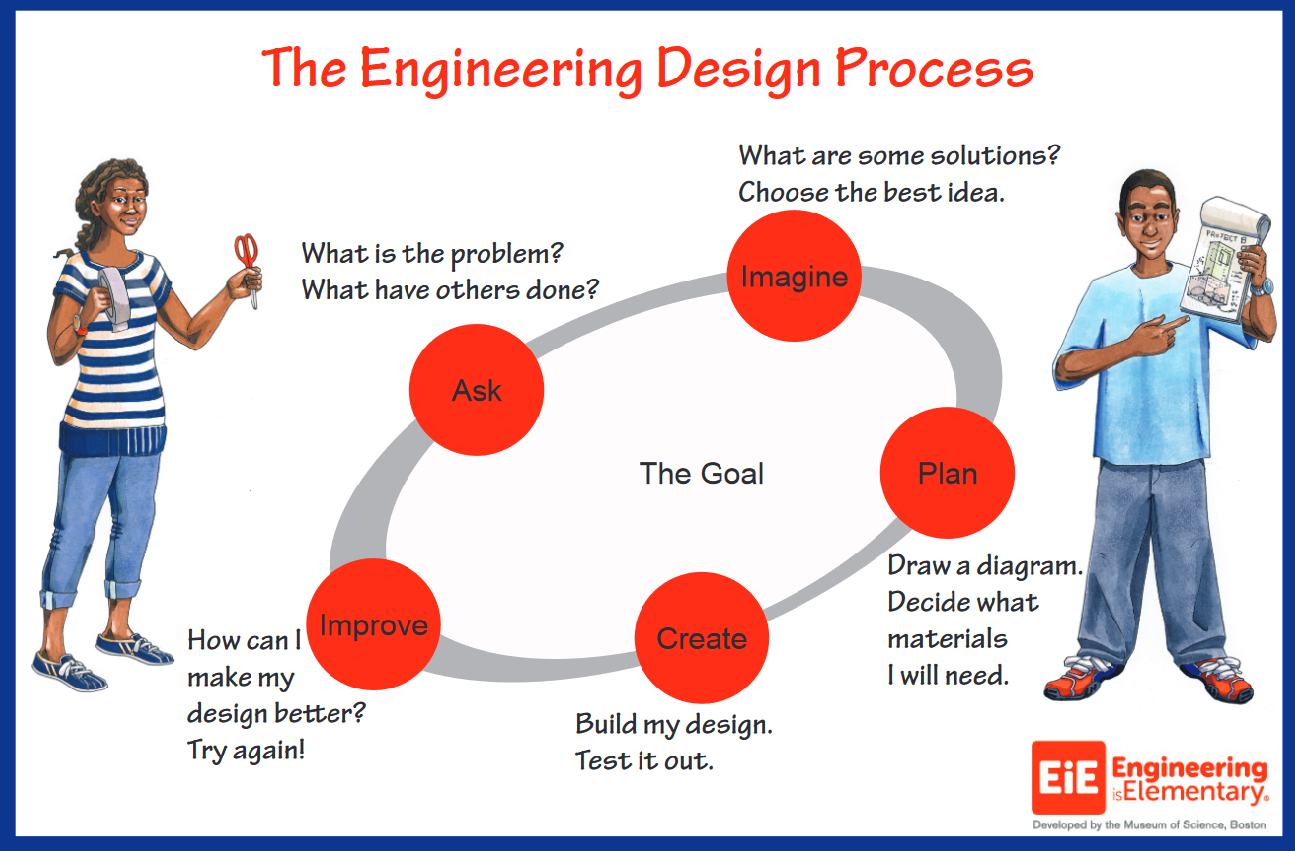 The Engineering Design Process
What are some solutions?
Choose the best idea.
What is the problem?
What have others done?
Imagine
PROJECT B
Ask
The Goal
Plan
Draw a diagram.
Decide what
materials
I will need.
Improve
How can I
make my
design better?
Try again!
Create
Build my design.
Test it out.
EiE Engineering
is Elementary®
Developed by the Museum of Science, Boston